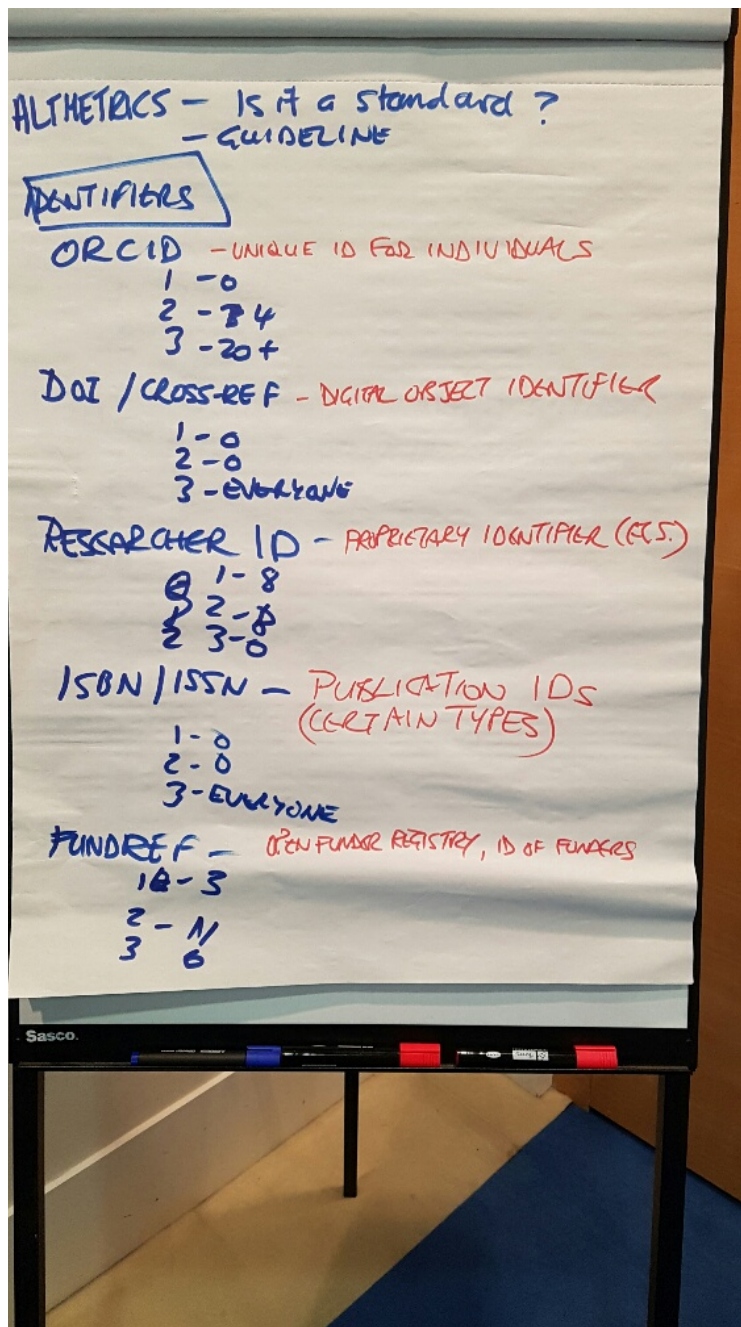 ALTMETRICS - Is it a standard ?
- GUIDELINE
IDENTIFIERS
ORCID - UNIQUE ID FOR INDIVIDUALS
1 - 0
2 - 4
3 - 20+
DOI / CROSS-REF - DIGITAL OBJECT IDENTIFIER
1 - 0
2 - 0
3 - EVERYONE
RESEARCHER ID - PROPRIETARY IDENTIFIER
1 - 8
2 - 8
3 - 0
ISBN / ISSN - PUBLICATION IDS
(CERTAIN TYPES)
1 - 0
2 - 0
3 - EVERYONE
FUNDREF - OPEN FUNDER REGISTRY, ID OF FUNDERS
1 - 3
2 - 11
3 6
Sasco.